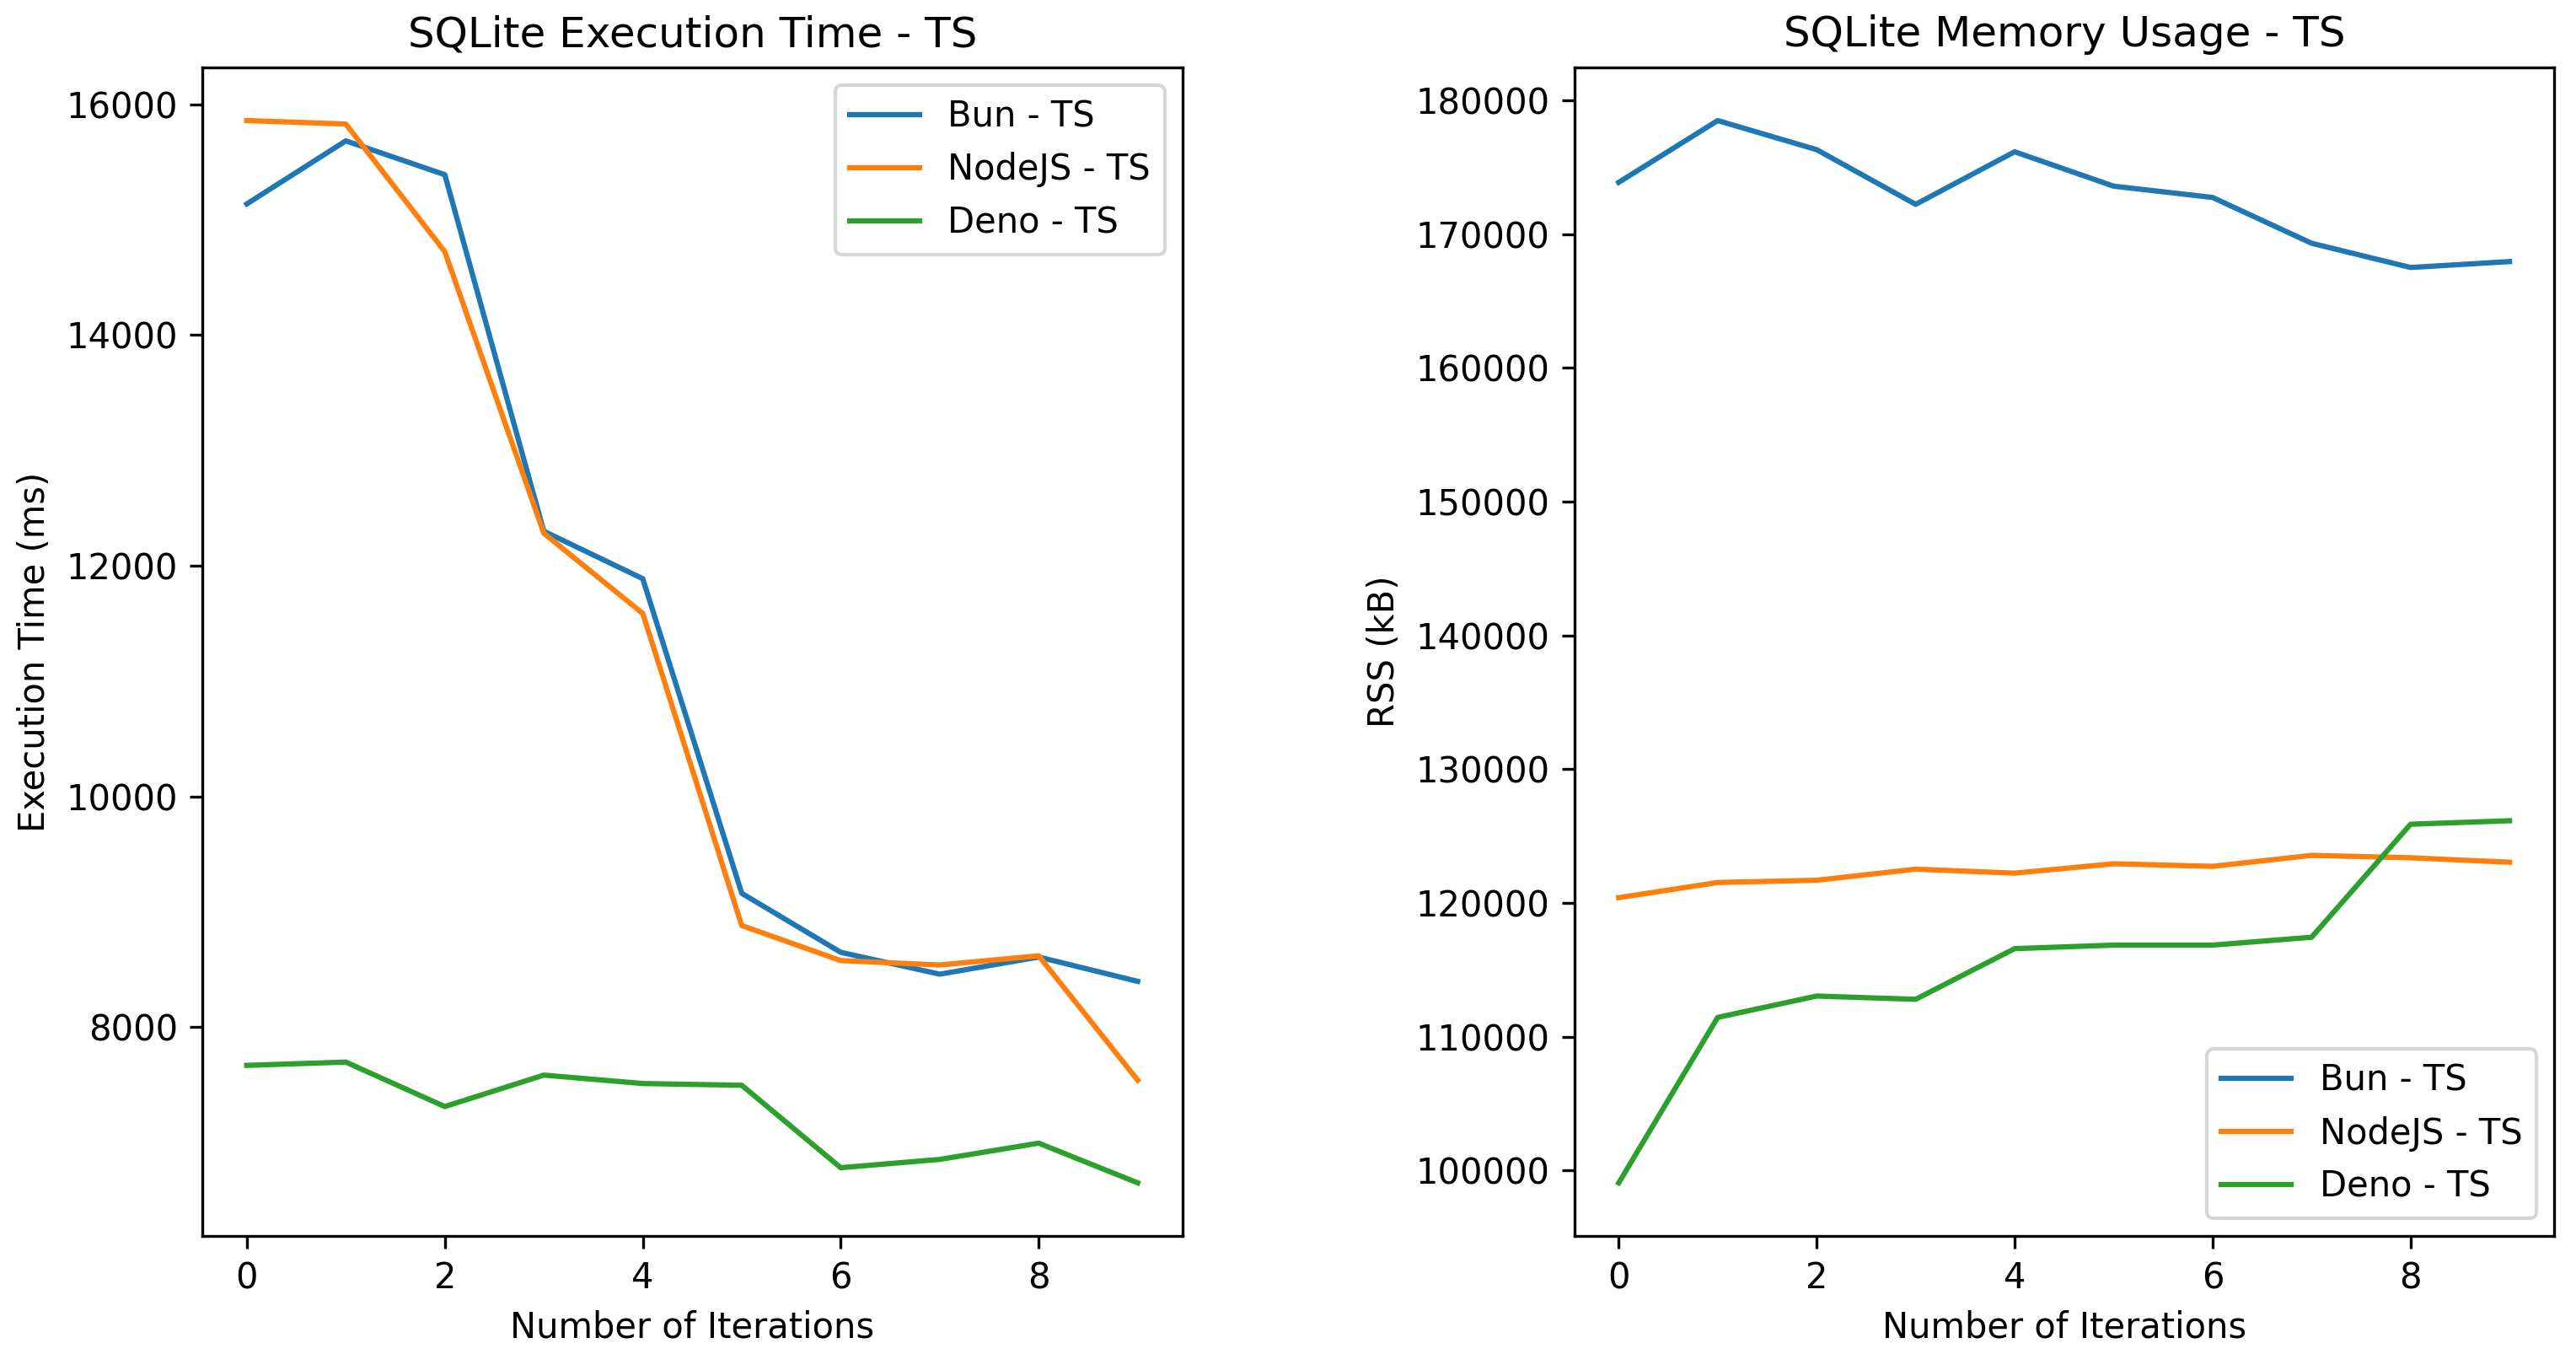 SQLite Execution Time - TS
16000
14000
12000
10000
8000
Execution Time (ms)
0 2 4 6 8
Number of Iterations
Bun - TS
NodeJS - TS
Deno - TS
SQLite Memory Usage - TS
180000
170000
160000
150000
140000
130000
120000
110000
100000
RSS (kB)
0 2 4 6 8
Number of Iterations
Bun - TS
NodeJS - TS
Deno - TS